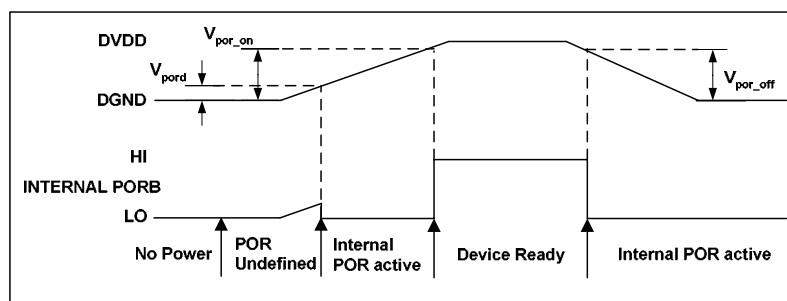 DVDD
Vpor_on
Vpord
DGND
Vpor_off
HI
INTERNAL PORB
LO
No Power
POR
Undefined
Internal
POR active
Device Ready
Internal POR active